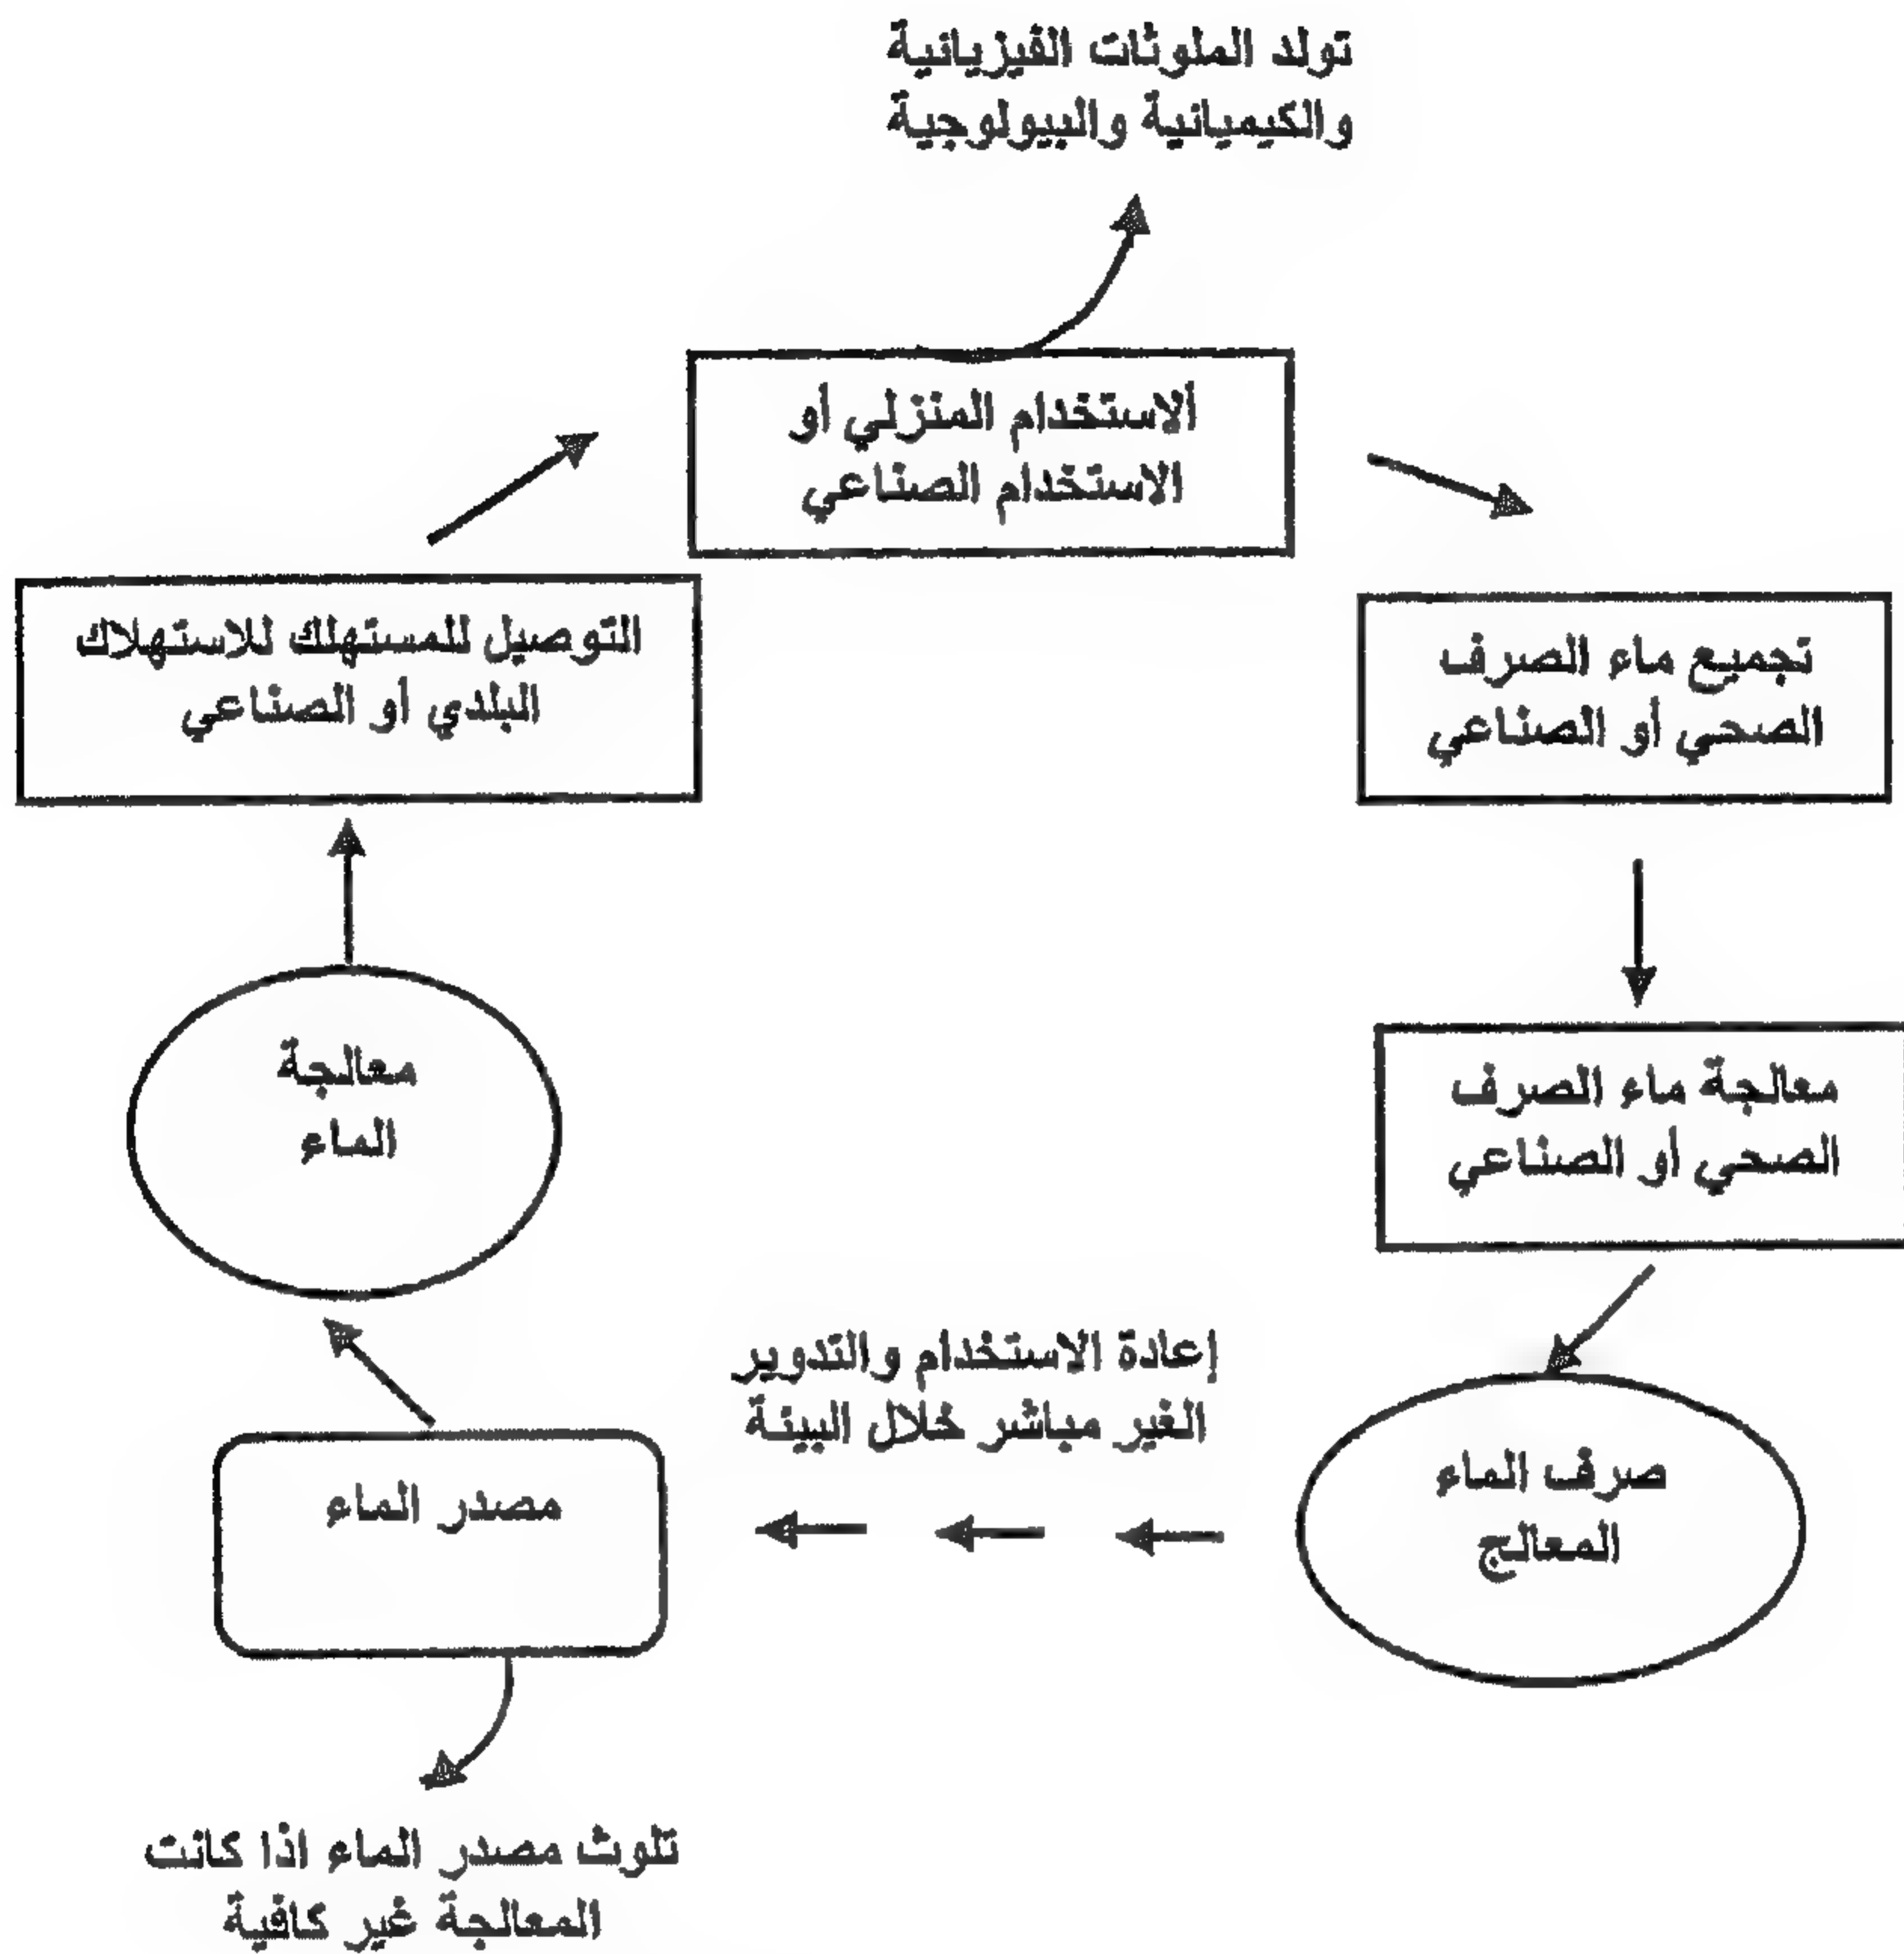 تولد الملوثات الفيزيائية
والكيميائية والبيولوجية
ألاستخدام المنزلي أو
الاستخدام الصناعي
التوصيل للمستهلك للاستهلاك
البلدي أو الصناعي
تجميع ماء الصرف
الصحي أو الصناعي
معالجة
الماء
معالجة ماء الصرف
الصحي أو الصناعي
إعادة الاستخدام والتدوير
الغير مباشر خلال البيئة
صرف الماء
المعالج
مصدر الماء
تلوث مصدر الماء اذا كانت
المعالجة غير كافية